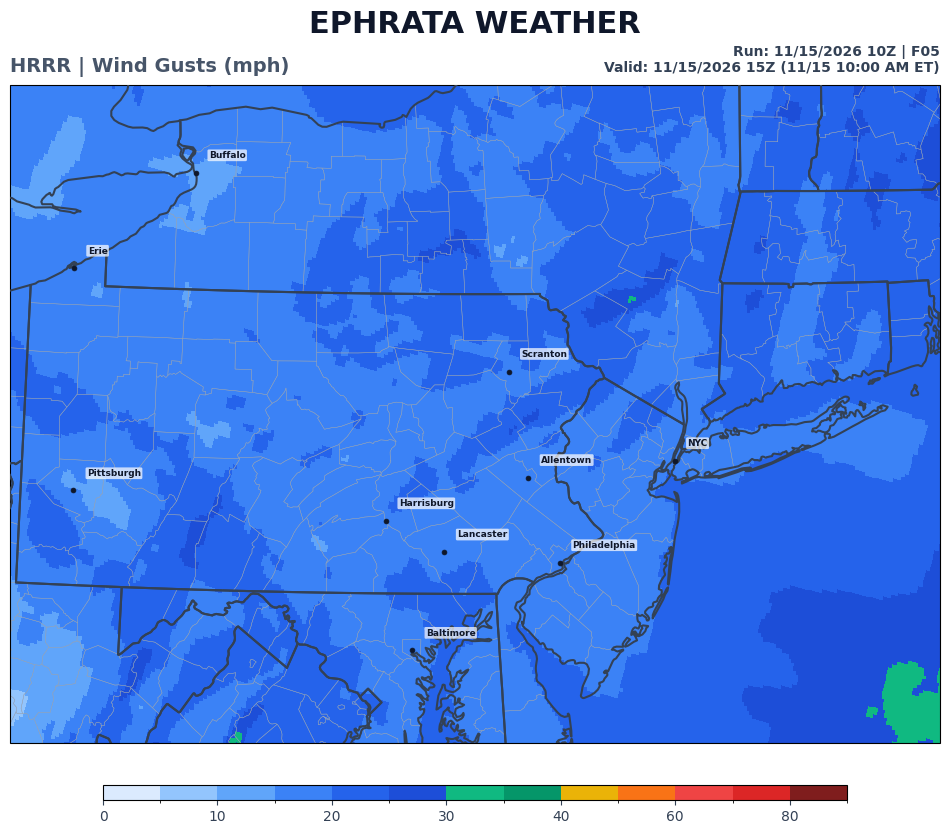 EPHRATA WEATHER
HRRR | Wind Gusts (mph)
Run: 11/15/2026 10Z | F05
Valid: 11/15/2026 15Z (11/15 10:00 AM ET)
Buffalo
Erie
Scranton
NYC
Allentown
Pittsburgh
Harrisburg
Lancaster
Philadelphia
Baltimore
0 10 20 30 40 50 60 70 80